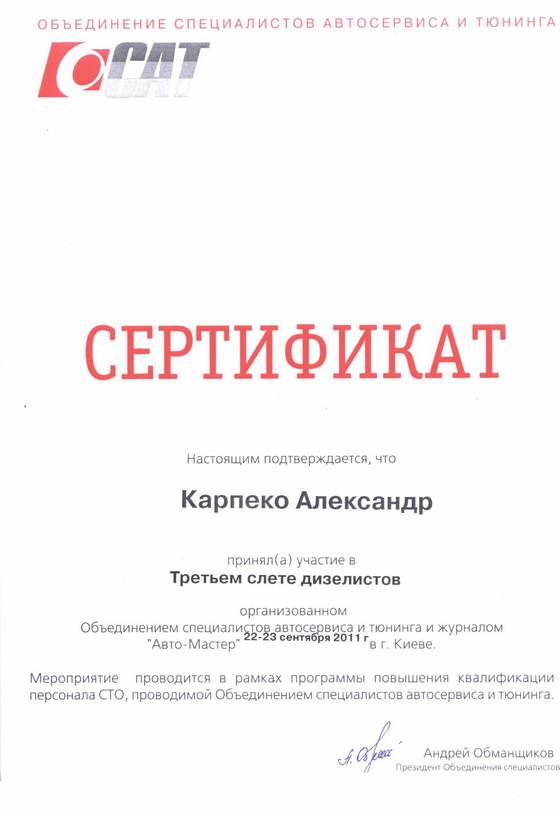 ОБЪЕДИНЕНИЕ СПЕЦИАЛИСТОВ АВТОСЕРВИСА И ТЮНИНГА
САТ
СЕРТИФИКАТ
Настоящим подтверждается, что
Карпеко Александр
принял(а) участие в
Третьем слете дизелистов
организованном
Объединением специалистов автосервиса и тюнинга и журналом
"Авто-Мастер" 22-23 сентября 2011 г в г. Киеве.
Мероприятие проводится в рамках программы повышения квалификации
персонала СТО, проводимой Объединением специалистов автосервиса и тюнинга.
Андрей Обманщиков
Президент Объединения специалистов